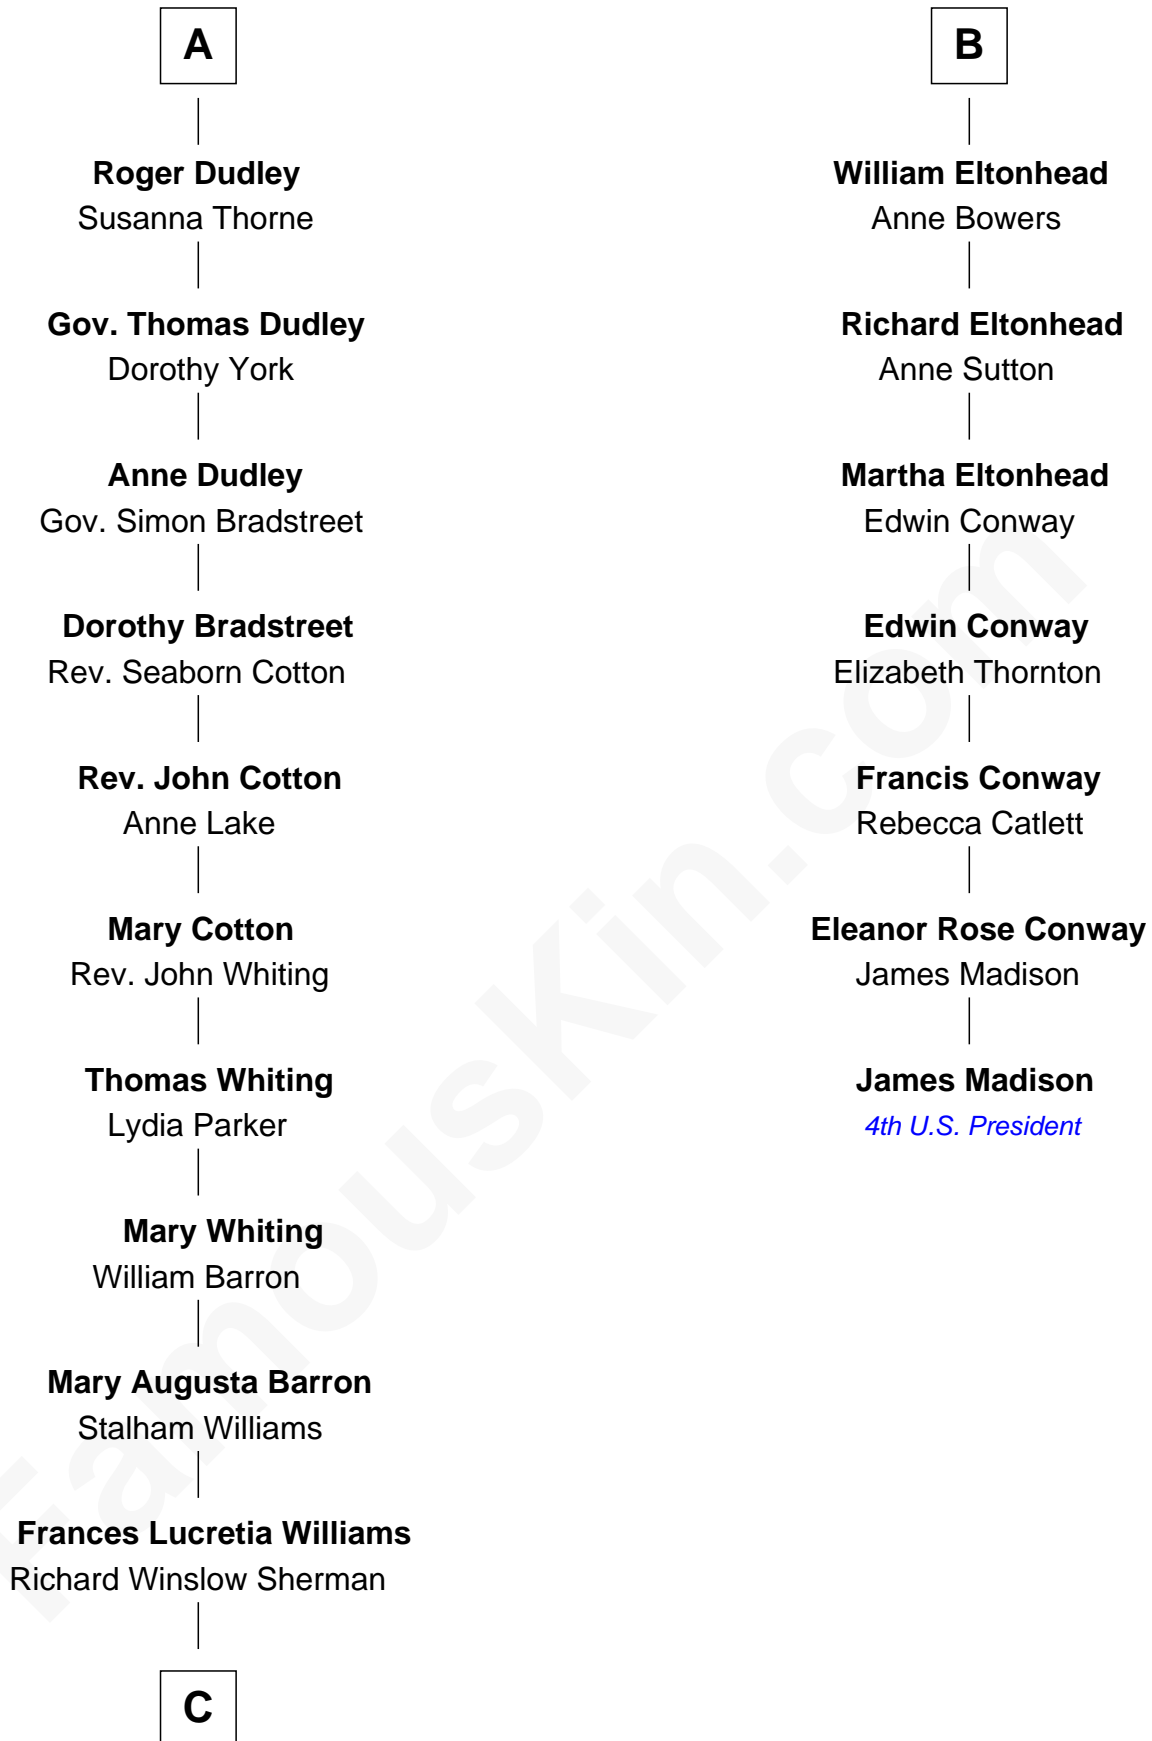 A
Roger Dudley
Susanna Thorne
Gov. Thomas Dudley
Dorothy York
Anne Dudley
Gov. Simon Bradstreet
Dorothy Bradstreet
Rev. Seaborn Cotton
Rev. John Cotton
Anne Lake
Mary Cotton
Rev. John Whiting
Thomas Whiting
Lydia Parker
Mary Whiting
William Barron
Mary Augusta Barron
Stalham Williams
Frances Lucretia Williams
Richard Winslow Sherman
C
B
William Eltonhead
Anne Bowers
Richard Eltonhead
Anne Sutton
Martha Eltonhead
Edwin Conway
Edwin Conway
Elizabeth Thornton
Francis Conway
Rebecca Catlett
Eleanor Rose Conway
James Madison
James Madison
4th U.S. President
FamousKin.com